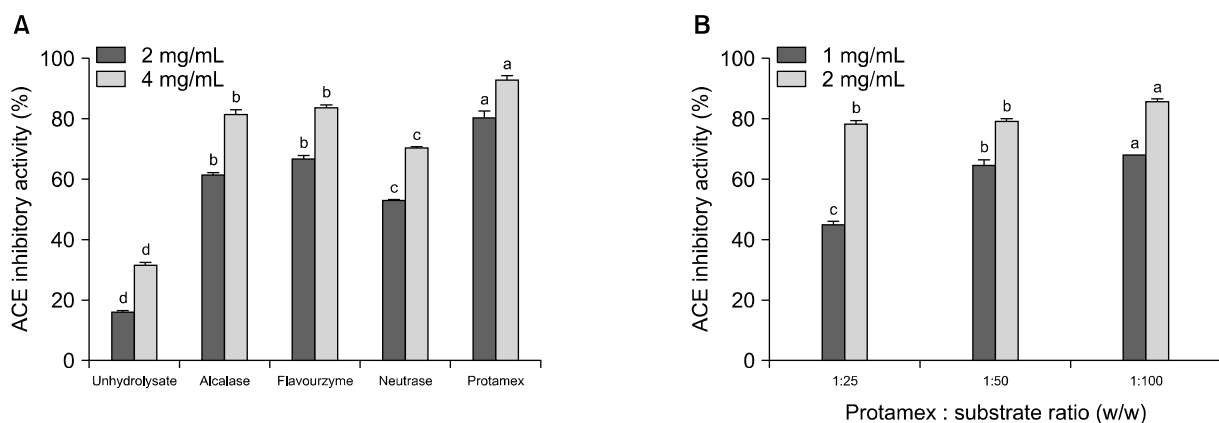 A
2 mg/mL
4 mg/mL
ACE inhibitory activity (%)
100
80
60
40
20
0
d
d
b
b
b
b
c
c
a
a
Unhydrolysate
Alcalase
Flavourzyme
Neutrase
Protamex
B
1 mg/mL
2 mg/mL
ACE inhibitory activity (%)
100
80
60
40
20
0
c
b
b
b
a
a
1:25
1:50
1:100
Protamex : substrate ratio (w/w)